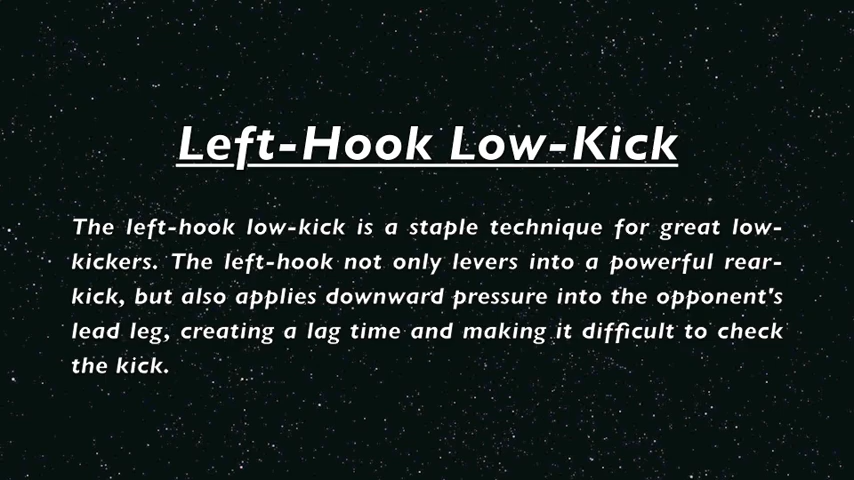 Left-Hook Low-Kick
The left-hook low-kick is a staple technique for great low-
kickers. The left-hook not only levers into a powerful rear-
kick, but also applies downward pressure into the opponent's
lead leg, creating a lag time and making it difficult to check
the kick.